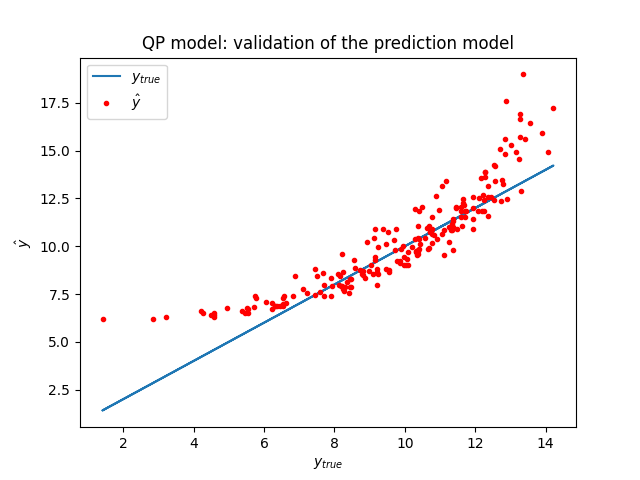 QP model: validation of the prediction model
y_true
ŷ
17.5
15.0
12.5
10.0
7.5
5.0
2.5
ŷ
2 4 6 8 10 12 14
y_true